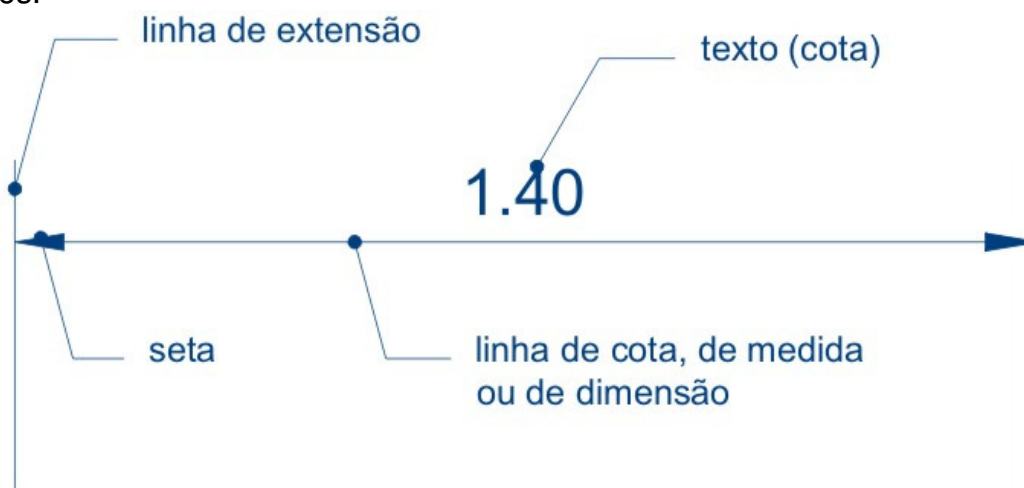 linha de extensão
texto (cota)
1.40
seta
linha de cota, de medida
ou de dimensão